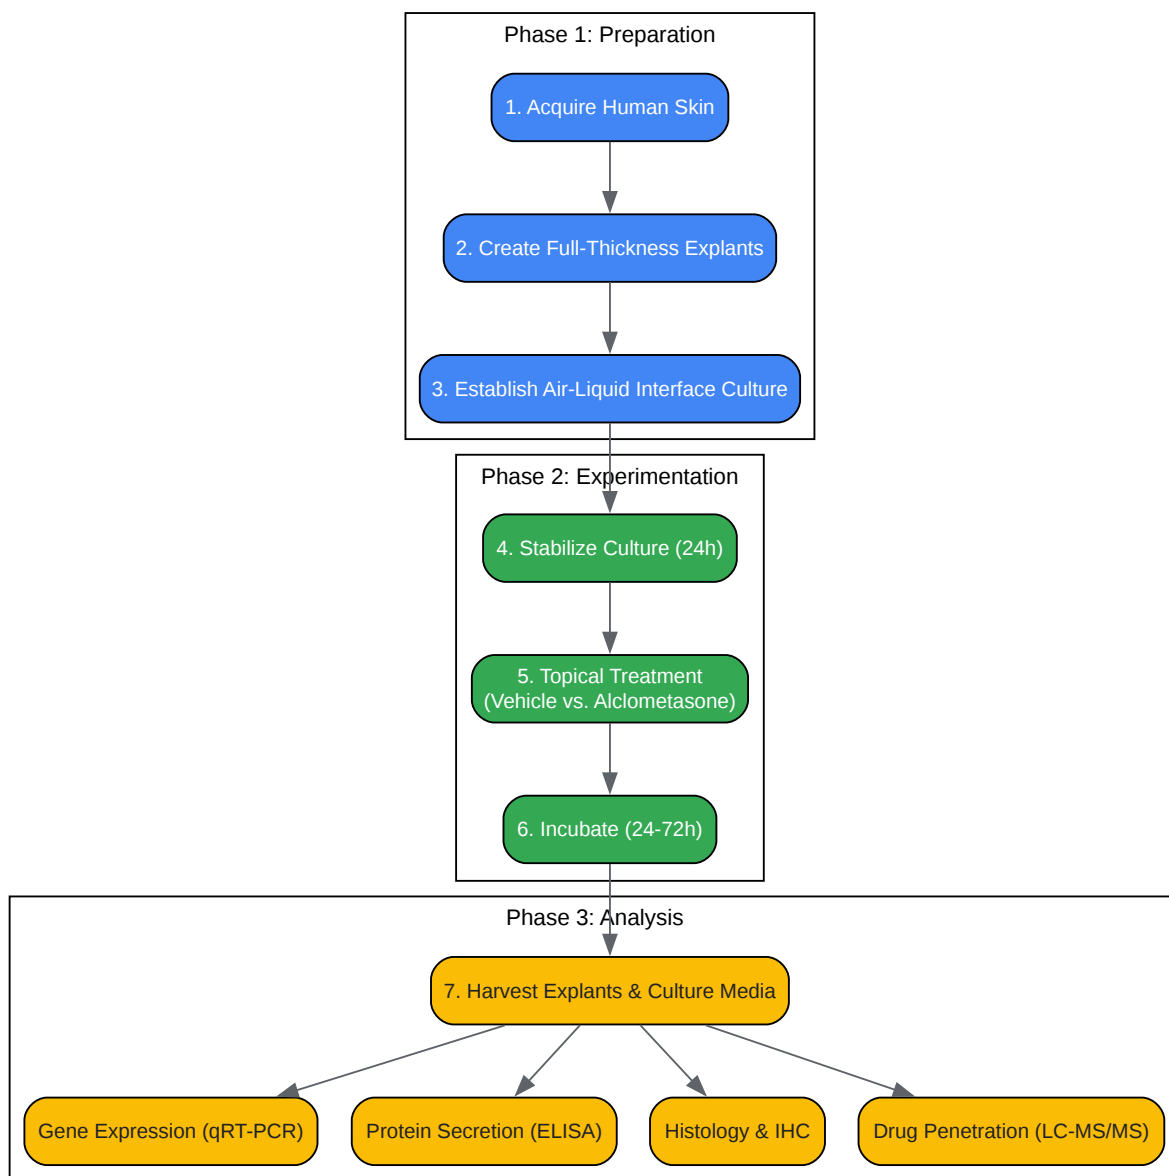 Phase 1: Preparation
1. Acquire Human Skin
2. Create Full-Thickness Explants
3. Establish Air-Liquid Interface Culture
Phase 2: Experimentation
4. Stabilize Culture (24h)
5. Topical Treatment
(Vehicle vs. Alclometasone)
6. Incubate (24-72h)
Phase 3: Analysis
7. Harvest Explants & Culture Media
Gene Expression (qRT-PCR)
Protein Secretion (ELISA)
Histology & IHC
Drug Penetration (LC-MS/MS)